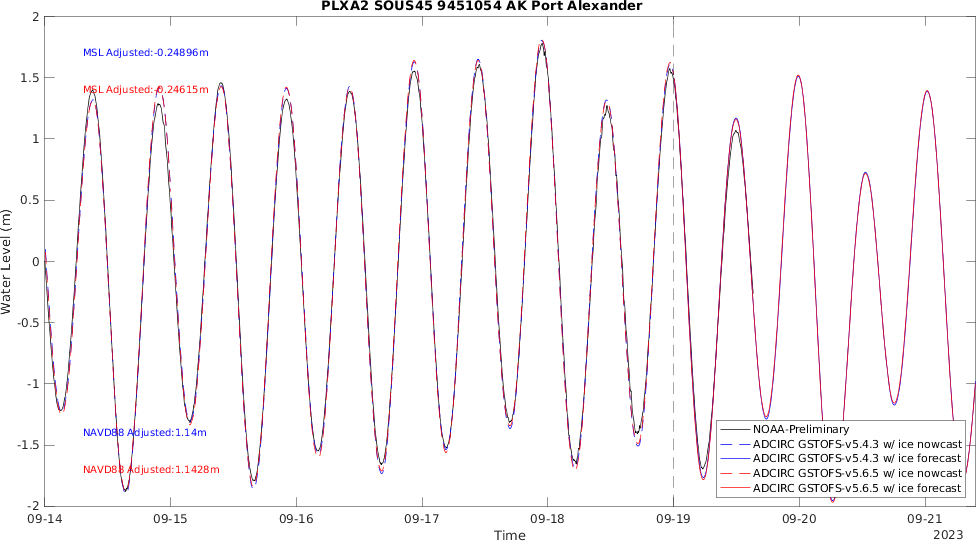 PLXA2 SOUS45 9451054 AK Port Alexander
MSL Adjusted:-0.24896m
MSL Adjusted:-0.24615m
NAVD88 Adjusted:1.14m
NAVD88 Adjusted:1.1428m
Water Level (m)
2
1.5
1
0.5
0
-0.5
-1
-1.5
-2
NOAA-Preliminary
ADCIRC GSTOFS-v5.4.3 w/ ice nowcast
ADCIRC GSTOFS-v5.4.3 w/ ice forecast
ADCIRC GSTOFS-v5.6.5 w/ ice nowcast
ADCIRC GSTOFS-v5.6.5 w/ ice forecast
09-14 09-15 09-16 09-17 09-18 09-19 09-20 09-21
Time
2023